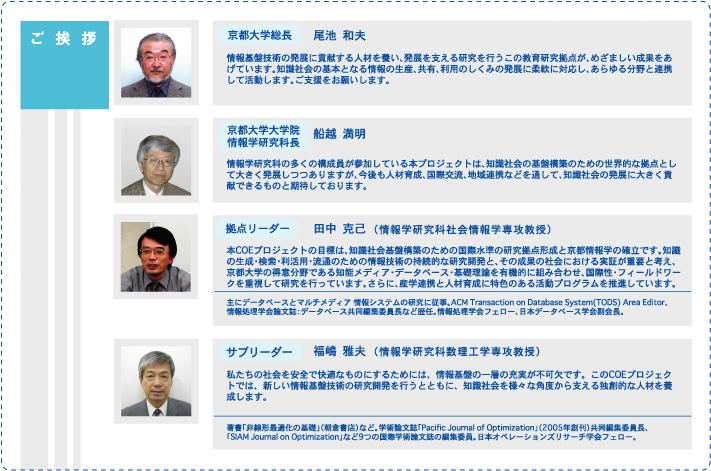 ご 挨 拶
京都大学総長 尾池 和夫
情報基盤技術の発展に貢献する人材を養い、発展を支える研究を行うこの教育研究拠点が、めざましい成果をあ
げています。知識社会の基本となる情報の生産、共有、利用のしくみの発展に柔軟に対応し、あらゆる分野と連携
して活動します。ご支援をお願いします。
京都大学大学院
情報学研究科長 船越 満明
情報学研究科の多くの構成員が参加している本プロジェクトは、知識社会の基盤構築のための世界的な拠点とし
て大きく発展しつつありますが、今後も人材育成、国際交流、地域連携などを通して、知識社会の発展に大きく貢
献できるものと期待しております。
拠点リーダー 田中 克己（情報学研究科社会情報学専攻教授）
本COEプロジェクトの目標は、知識社会基盤構築のための国際水準の研究拠点形成と京都情報学の確立です。知識
の生成・検索・利活用・流通のための情報技術の持続的な研究開発と、その成果の社会における実証が重要と考え、
京都大学の得意分野である知能メディア・データベース・基礎理論を有機的に組み合わせ、国際性・フィールドワー
クを重視して研究を行っています。さらに、産学連携と人材育成に特色のある活動プログラムを推進しています。
主にデータベースとマルチメディア 情報システムの研究に従事。ACM Transaction on Database System(TODS) Area Editor、
情報処理学会論文誌：データベース共同編集委員長など歴任。情報処理学会フェロー、日本データベース学会副会長。
サブリーダー 福嶋 雅夫（情報学研究科数理工学専攻教授）
私たちの社会を安全で快適なものにするためには、情報基盤の一層の充実が不可欠です。このCOEプロジェク
トでは、新しい情報基盤技術の研究開発を行うとともに、知識社会を様々な角度から支える独創的な人材を養
成します。
著書「非線形最適化の基礎」（朝倉書店）など。学術論文誌「Pacific Journal of Optimization」（2005年創刊）共同編集委員長、
「SIAM Journal on Optimization」など9つの国際学術論文誌の編集委員。日本オペレーションズリサーチ学会フェロー。